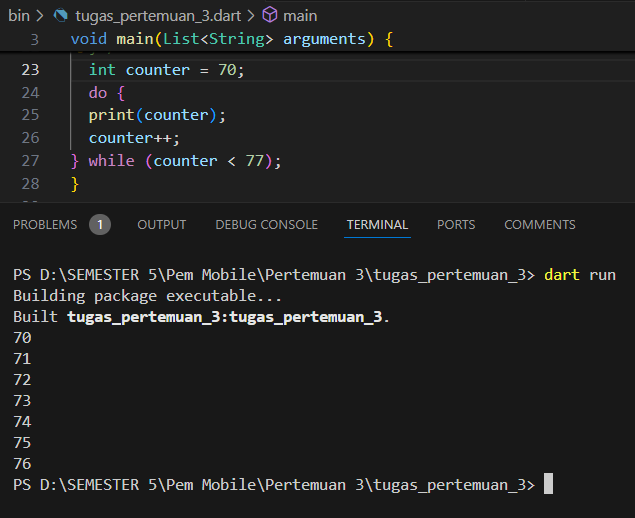 bin > tugas_pertemuan_3.dart > main
3 void main(List<String> arguments) {
23 int counter = 70;
24 do {
25 print(counter);
26 counter++;
27 } while (counter < 77);
28 }
PROBLEMS 1 OUTPUT DEBUG CONSOLE TERMINAL PORTS COMMENTS
PS D:\SEMESTER 5\Pem Mobile\Pertemuan 3\tugas_pertemuan_3> dart run
Building package executable...
Built tugas_pertemuan_3:tugas_pertemuan_3.
70
71
72
73
74
75
76
PS D:\SEMESTER 5\Pem Mobile\Pertemuan 3\tugas_pertemuan_3>